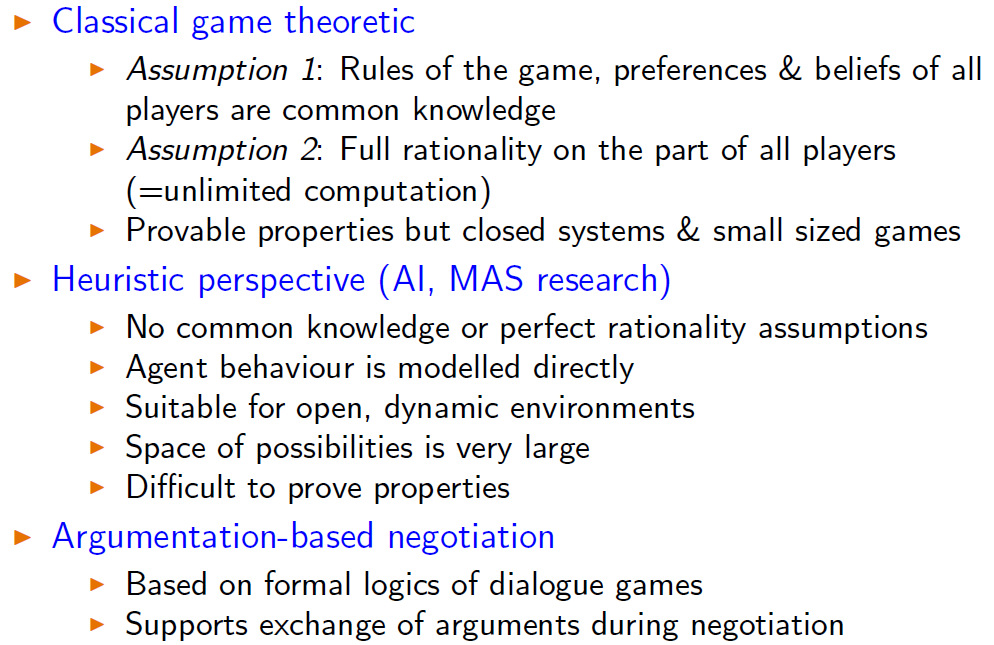 Classical game theoretic
Assumption 1: Rules of the game, preferences & beliefs of all
players are common knowledge
Assumption 2: Full rationality on the part of all players
(=unlimited computation)
Provable properties but closed systems & small sized games
Heuristic perspective (AI, MAS research)
No common knowledge or perfect rationality assumptions
Agent behaviour is modelled directly
Suitable for open, dynamic environments
Space of possibilities is very large
Difficult to prove properties
Argumentation-based negotiation
Based on formal logics of dialogue games
Supports exchange of arguments during negotiation